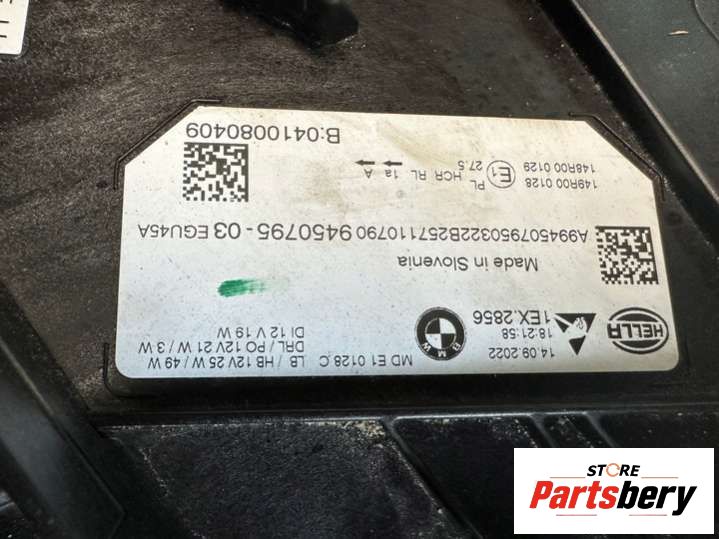 HELLA
14.09.2022
18:21:58
1EX.2856
BMW
MD E1 0128 C
LB / HB 12V 25 W / 49 W
DRL / PO 12V 21 W / 3 W
DI 12 V 19 W
Made in Slovenia
A99450795032B2571110790 9450795 - 03 EGU45A
149R00 0128
148R00 0129
E1
PL HCR RL 1a A
27.5
B:0410080409
STORE
Partsbery